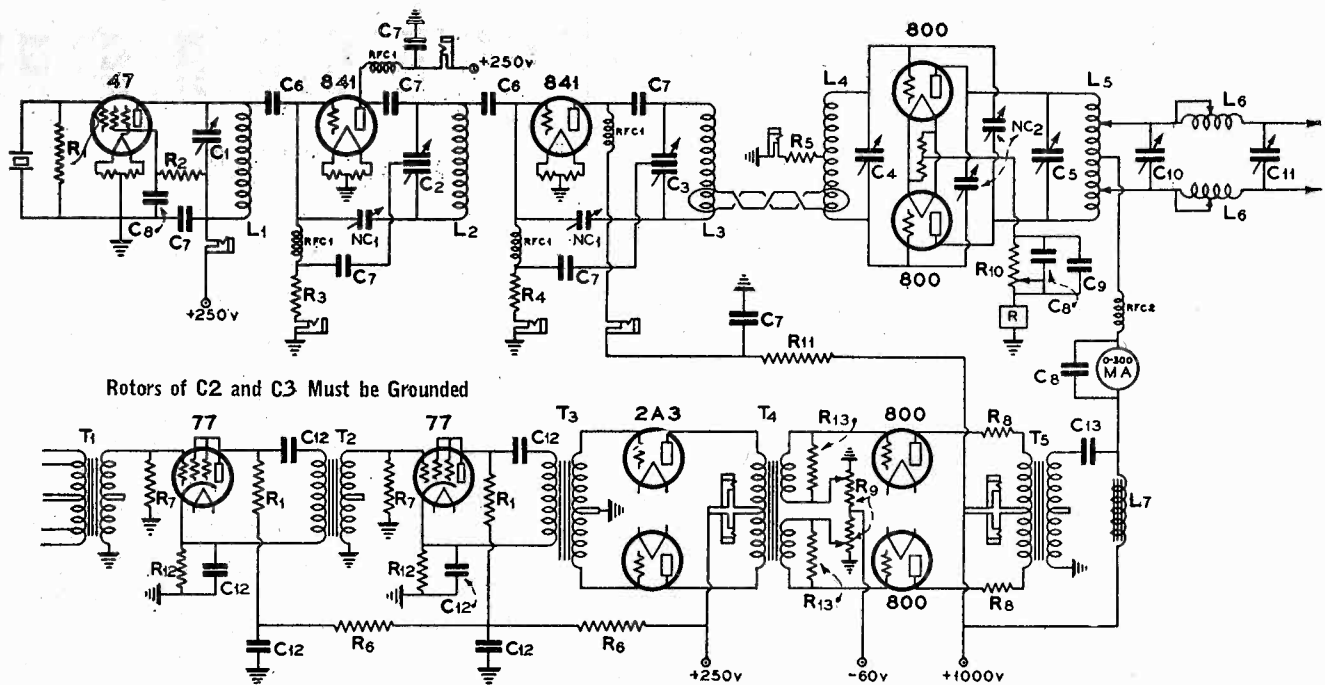 47
841
RFC1
C7
+250v
841
800
C6
C7
C6
C7
L4
L5
L6
R1
R2
C1
C2
C3
R5
C4
NC2
C5
C10
C11
C8
C7
L1
RFC1
NC1
L2
RFC1
NC1
L3
L6
C7
C7
800
R10
C8
C9
R3
R4
R
+250v
C7
R11
RFC2
C8
0-300
MA
Rotors of C2 and C3 Must be Grounded
T1
77
C12
T2
77
C12
T3
2A3
T4
R13
800
R8
T5
C13
R7
R1
R7
R1
R9
L7
R12
C12
R12
C12
R13
800
R8
C12
R6
C12
R6
+250v
-60v
+1000v